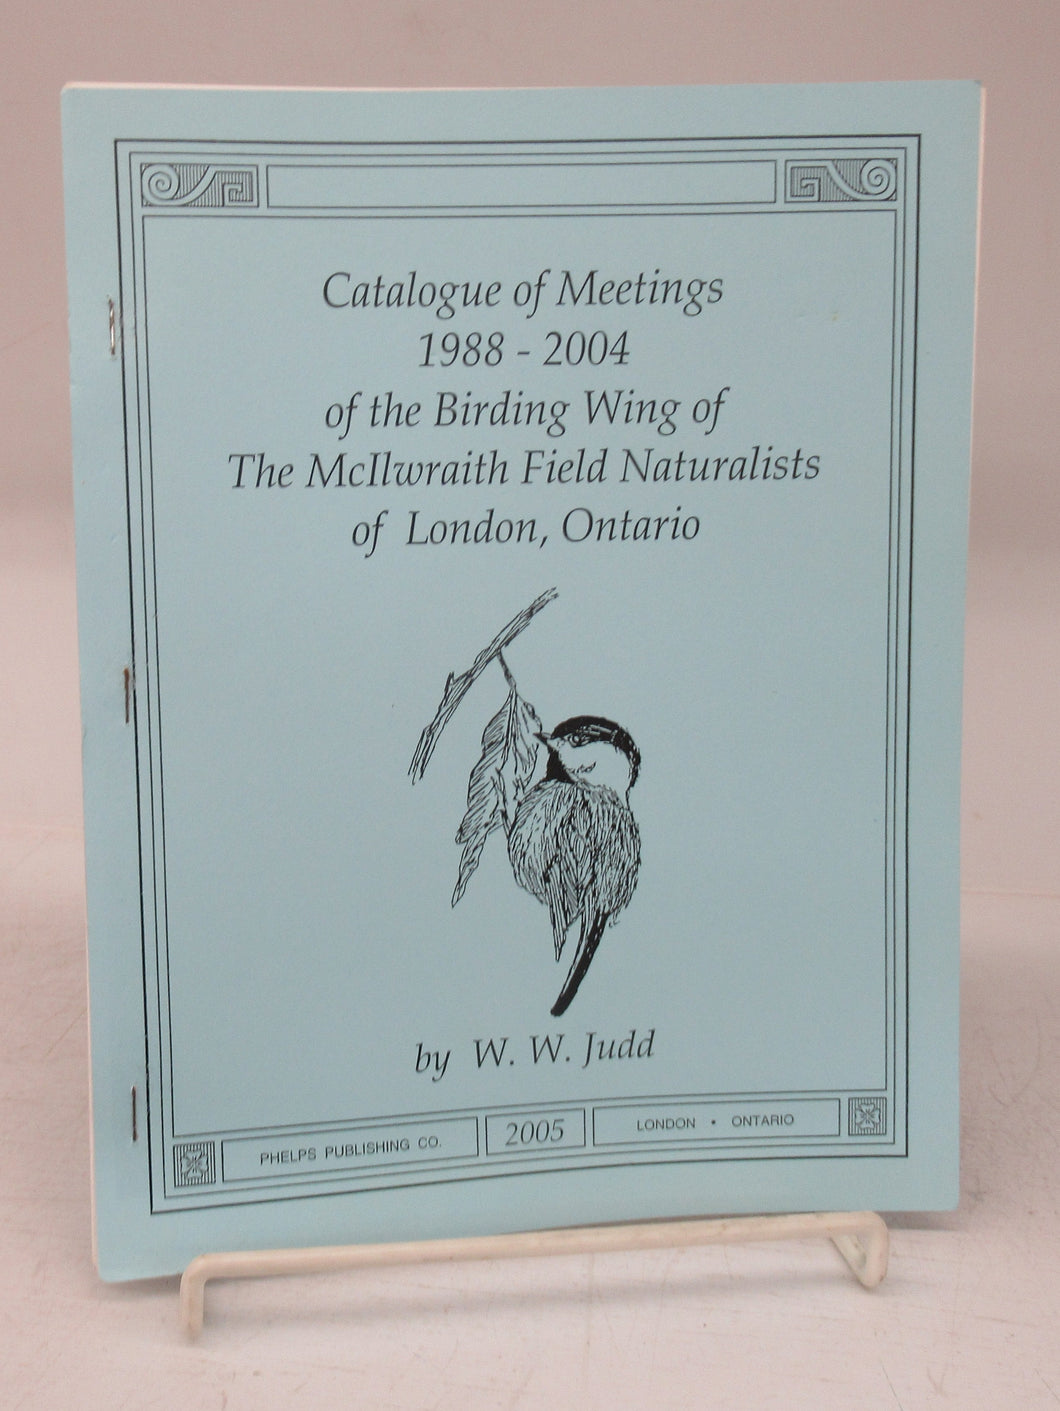 Catalogue of Meetings
1988 - 2004
of the Birding Wing of
The McIlwraith Field Naturalists
of London, Ontario
by W. W. Judd
PHELPS PUBLISHING CO. 2005 LONDON • ONTARIO